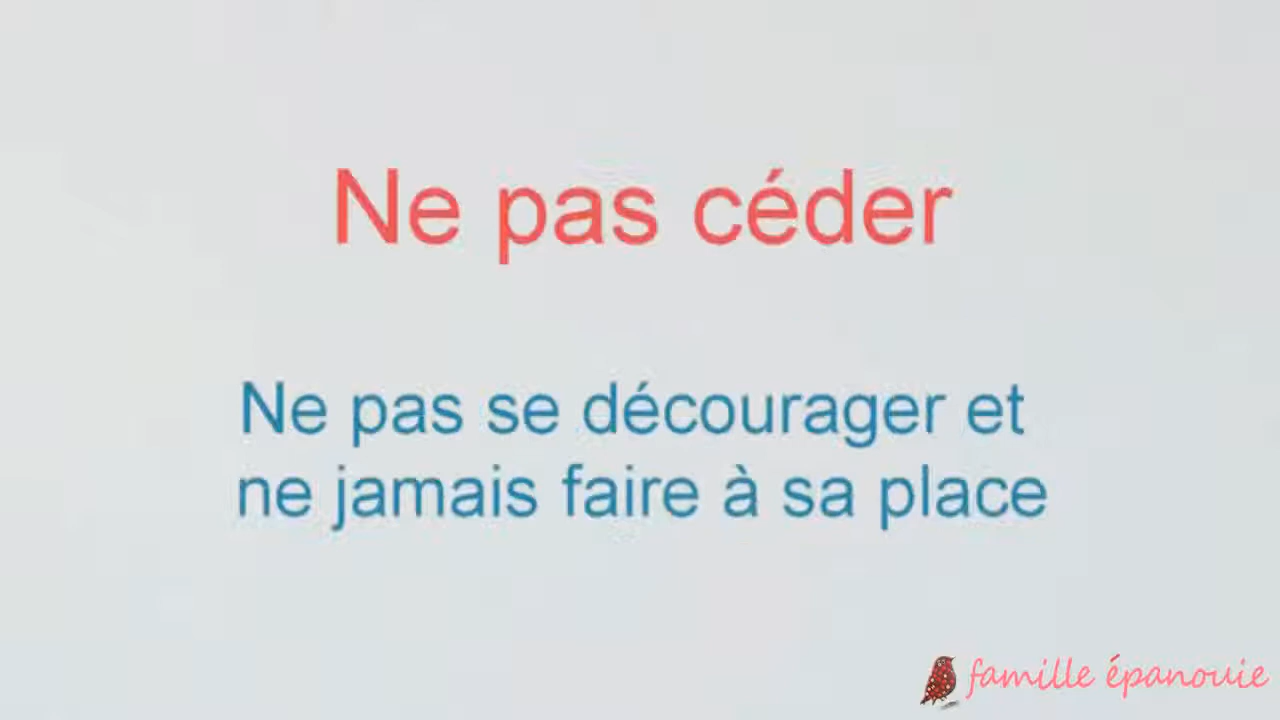 Ne pas céder
Ne pas se décourager et
ne jamais faire à sa place
famille épanouie